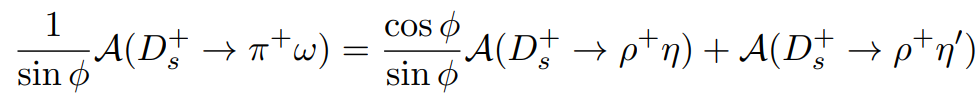 \frac{1}{\sin\phi}\mathcal{A}(D_s^+ \to \pi^+\omega) = \frac{\cos\phi}{\sin\phi}\mathcal{A}(D_s^+ \to \rho^+\eta) + \mathcal{A}(D_s^+ \to \rho^+\eta')